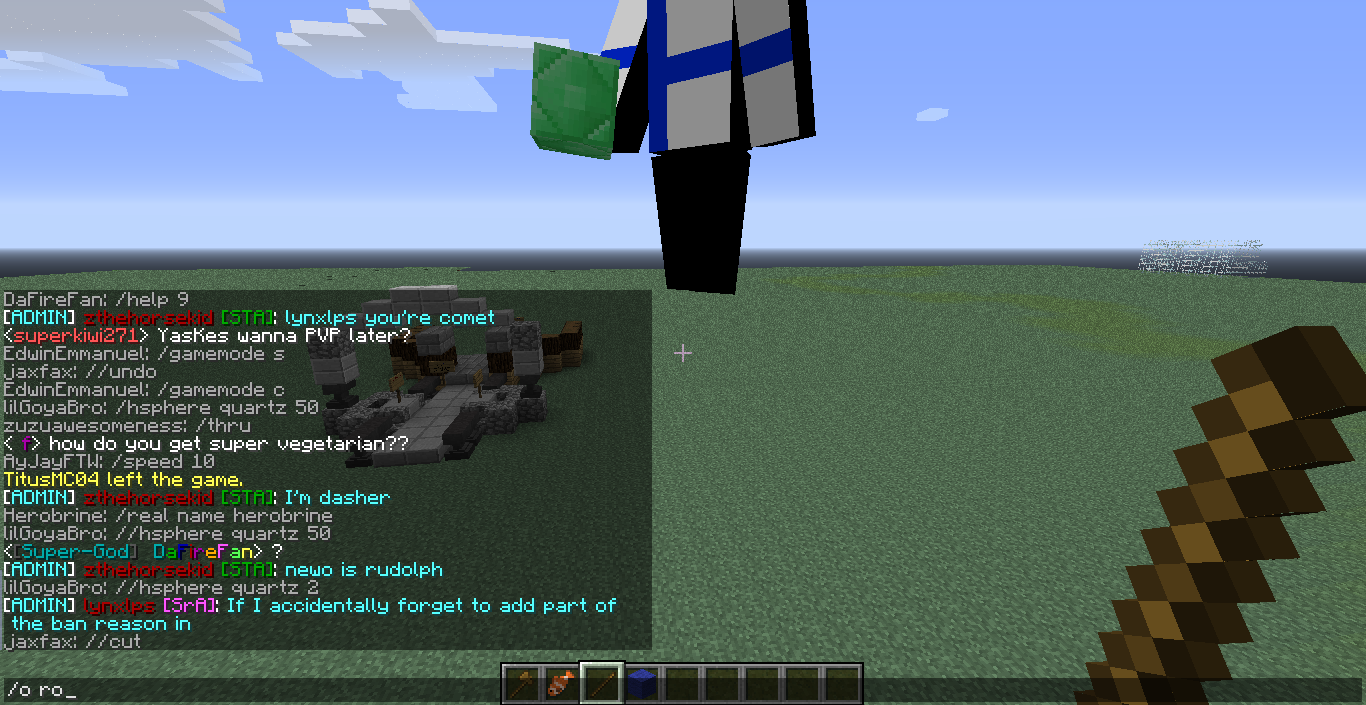 DaFireFan: /help 9
[ADMIN] zthehorsekid [STA]: lynxlps you're comet
<superkiwi271> YasKes wanna PVP later?
EdwinEmmanuel: /gamemode s
jaxfax: //undo
EdwinEmmanuel: /gamemode c
lilGoyaBro: /hsphere quartz 50
zuzuawesomeness: /thru
< f> how do you get super vegetarian??
AyJayFTW: /speed 10
TitusMC04 left the game.
[ADMIN] zthehorsekid [STA]: I'm dasher
Herobrine: /real name herobrine
lilGoyaBro: //hsphere quartz 50
<[Super-God] DaFireFan> ?
[ADMIN] zthehorsekid [STA]: newo is rudolph
lilGoyaBro: //hsphere quartz 2
[ADMIN] lynxlps [SrA]: If I accidentally forget to add part of
the ban reason in
jaxfax: //cut
/o ro_